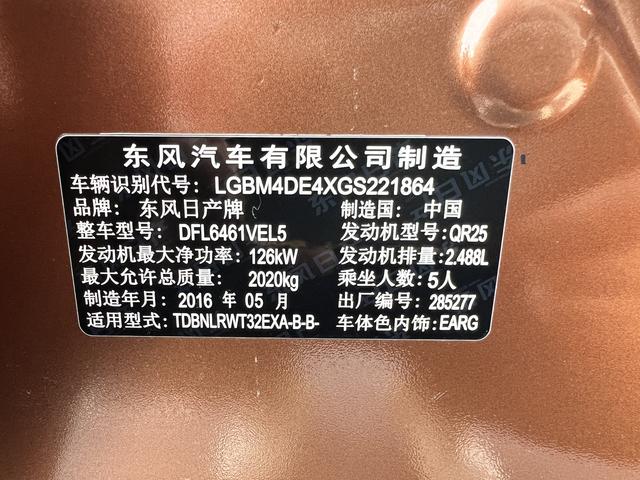 东风汽车有限公司制造
车辆识别代号：LGBM4DE4XGS221864
品牌：东风日产牌 制造国：中国
整车型号：DFL6461VEL5 发动机型号：QR25
发动机最大净功率：126kW 发动机排量：2.488L
最大允许总质量：2020kg 乘坐人数：5人
制造年月：2016 年 05 月 出厂编号：285277
适用型式：TDBNLRWT32EXA-B-B- 车体色内饰：EARG